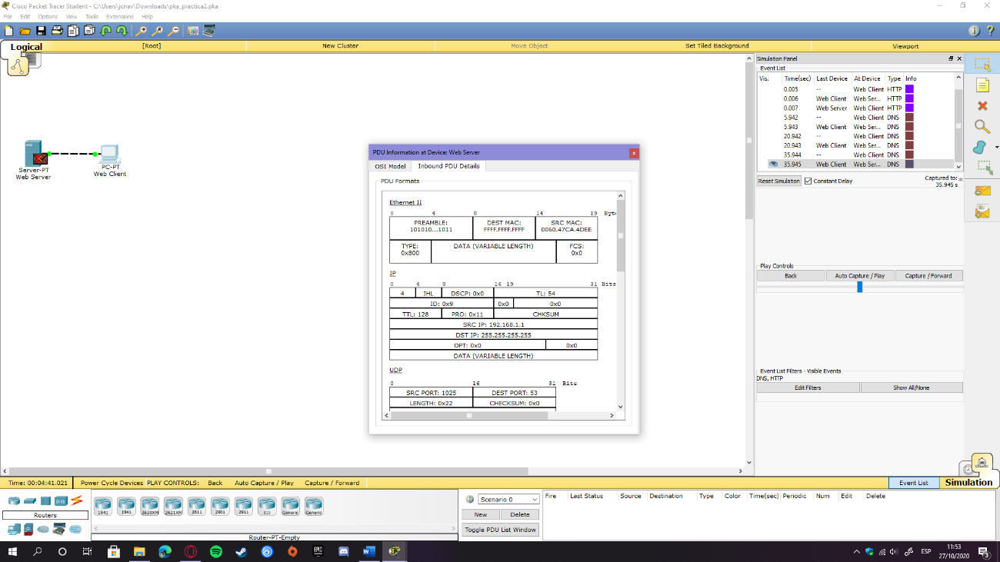 Cisco Packet Tracer Student - C:\Users\jcnav\Downloads\pka_practica2.pka
File Edit Options View Tools Extensions Help
Logical [Root] New Cluster Move Object Set Tiled Background Viewport
Server-PT
Web Server
PC-PT
Web Client
PDU Information at Device: Web Server
OSI Model Inbound PDU Details
PDU Formats
Ethernet II
0 4 8 14 19 Byt
PREAMBLE: DEST MAC: SRC MAC:
101010...1011 FFFF.FFFF.FFFF 0060.47CA.4DEE
TYPE: DATA (VARIABLE LENGTH) FCS:
0x800 0x0
IP
0 4 8 16 19 31 Bits
4 IHL DSCP: 0x0 TL: 54
ID: 0x9 0x0 0x0
TTL: 128 PRO: 0x11 CHKSUM
SRC IP: 192.168.1.1
DST IP: 255.255.255.255
OPT: 0x0 0x0
DATA (VARIABLE LENGTH)
UDP
0 16 31 Bits
SRC PORT: 1025 DEST PORT: 53
LENGTH: 0x22 CHECKSUM: 0x0
Simulation Panel
Event List
Vis. Time(sec) Last Device At Device Type Info
0.005 -- Web Client HTTP
0.006 Web Client Web Ser... HTTP
0.007 Web Server Web Client HTTP
5.942 -- Web Client DNS
5.943 Web Client Web Ser... DNS
20.942 -- Web Client DNS
20.943 Web Client Web Ser... DNS
35.944 -- Web Client DNS
35.945 Web Client Web Ser... DNS
Reset Simulation Constant Delay Captured to: *
35.945 s
Play Controls
Back Auto Capture / Play Capture / Forward
Event List Filters - Visible Events
DNS, HTTP
Edit Filters Show All/None
Time: 00:04:41.021 Power Cycle Devices PLAY CONTROLS: Back Auto Capture / Play Capture / Forward Event List Simulation
Routers
1841 1941 2620XM 2621XM 2811 2901 2911 819 Generic Generic
Router-PT-Empty
Scenario 0
New Delete
Toggle PDU List Window
Fire Last Status Source Destination Type Color Time(sec) Periodic Num Edit Delete
EPIC
ESP
11:53
27/10/2020
3